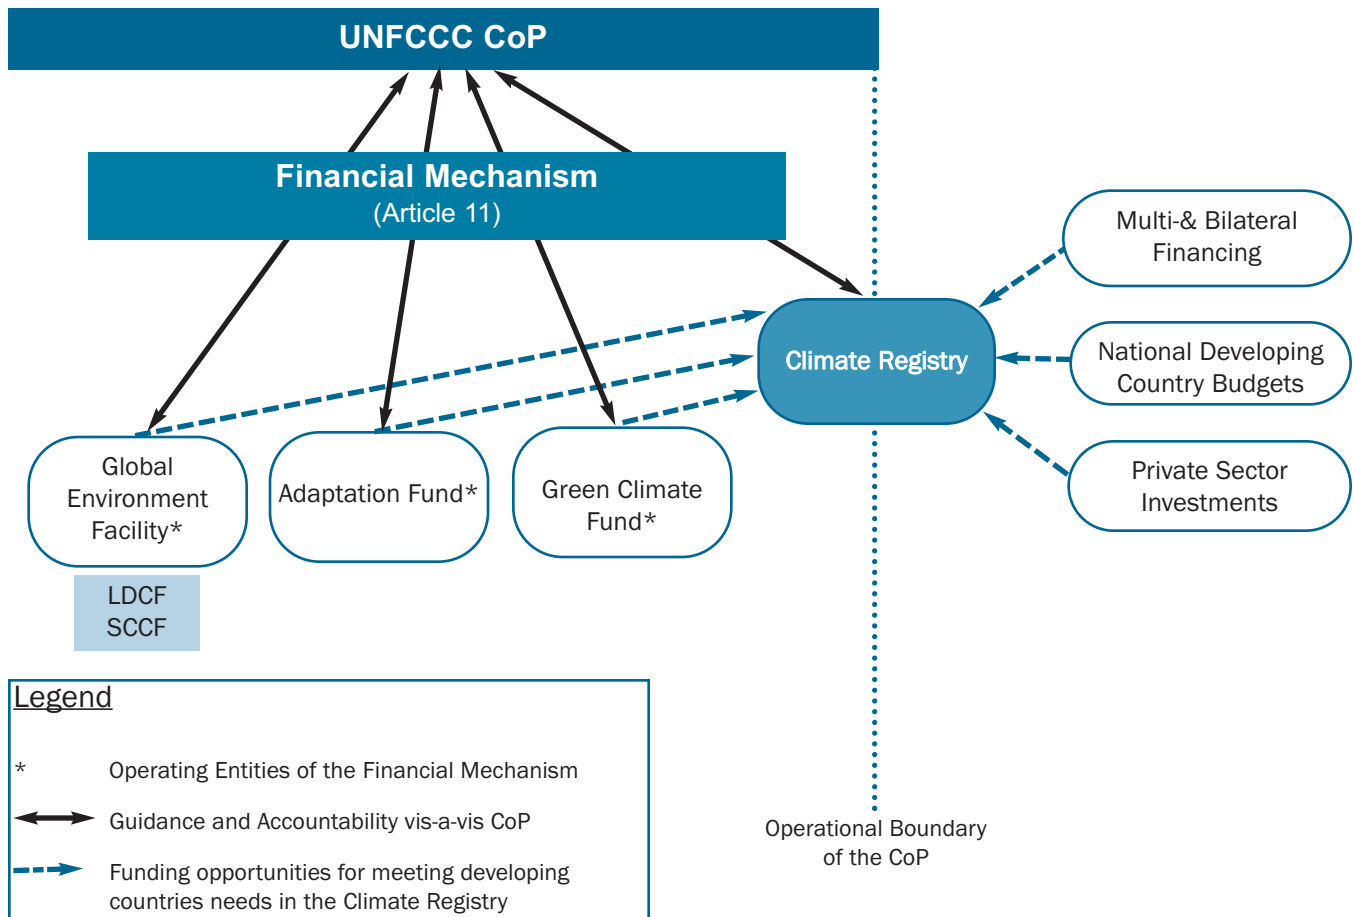 UNFCCC CoP
Financial Mechanism
(Article 11)
Multi-& Bilateral
Financing
Climate Registry
National Developing
Country Budgets
Private Sector
Investments
Global
Environment
Facility*
Adaptation Fund*
Green Climate
Fund*
LDCF
SCCF
Legend
* Operating Entities of the Financial Mechanism
Guidance and Accountability vis-a-vis CoP
Funding opportunities for meeting developing
countries needs in the Climate Registry
Operational Boundary
of the CoP